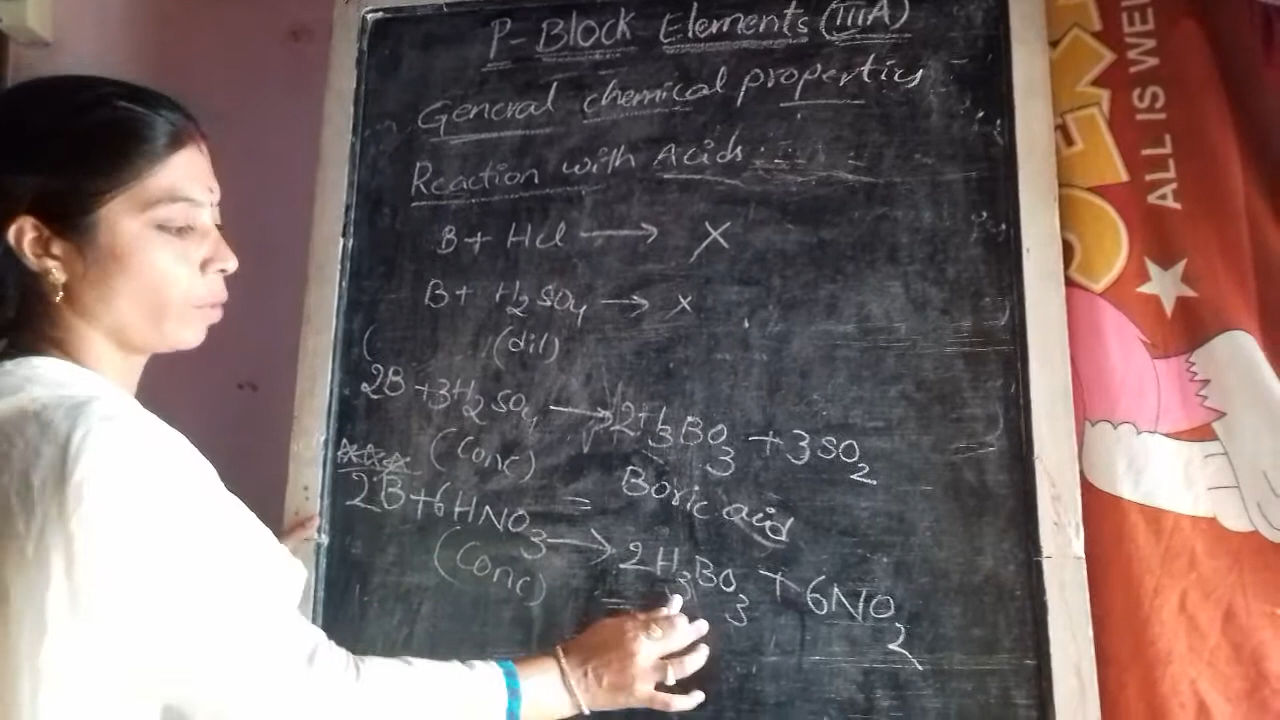 P-Block Elements (IIIA)
General chemical properties
Reaction with Acids
B + HCl → X
B + H2SO4 → X
(dil)
2B + 3H2SO4 → 2H3BO3 + 3SO2
(Conc)
Boric acid
2B + 6HNO3 → 2H3BO3 + 6NO2
(Conc)
ALL IS WEL